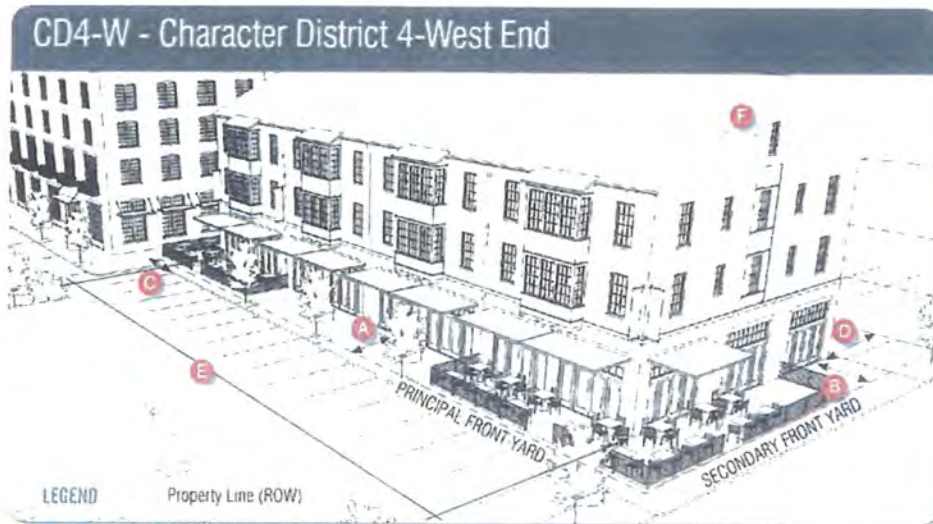 CD4-W - Character District 4-West End
F
C
A
D
E
B
PRINCIPAL FRONT YARD
SECONDARY FRONT YARD
LEGEND
Property Line (ROW)